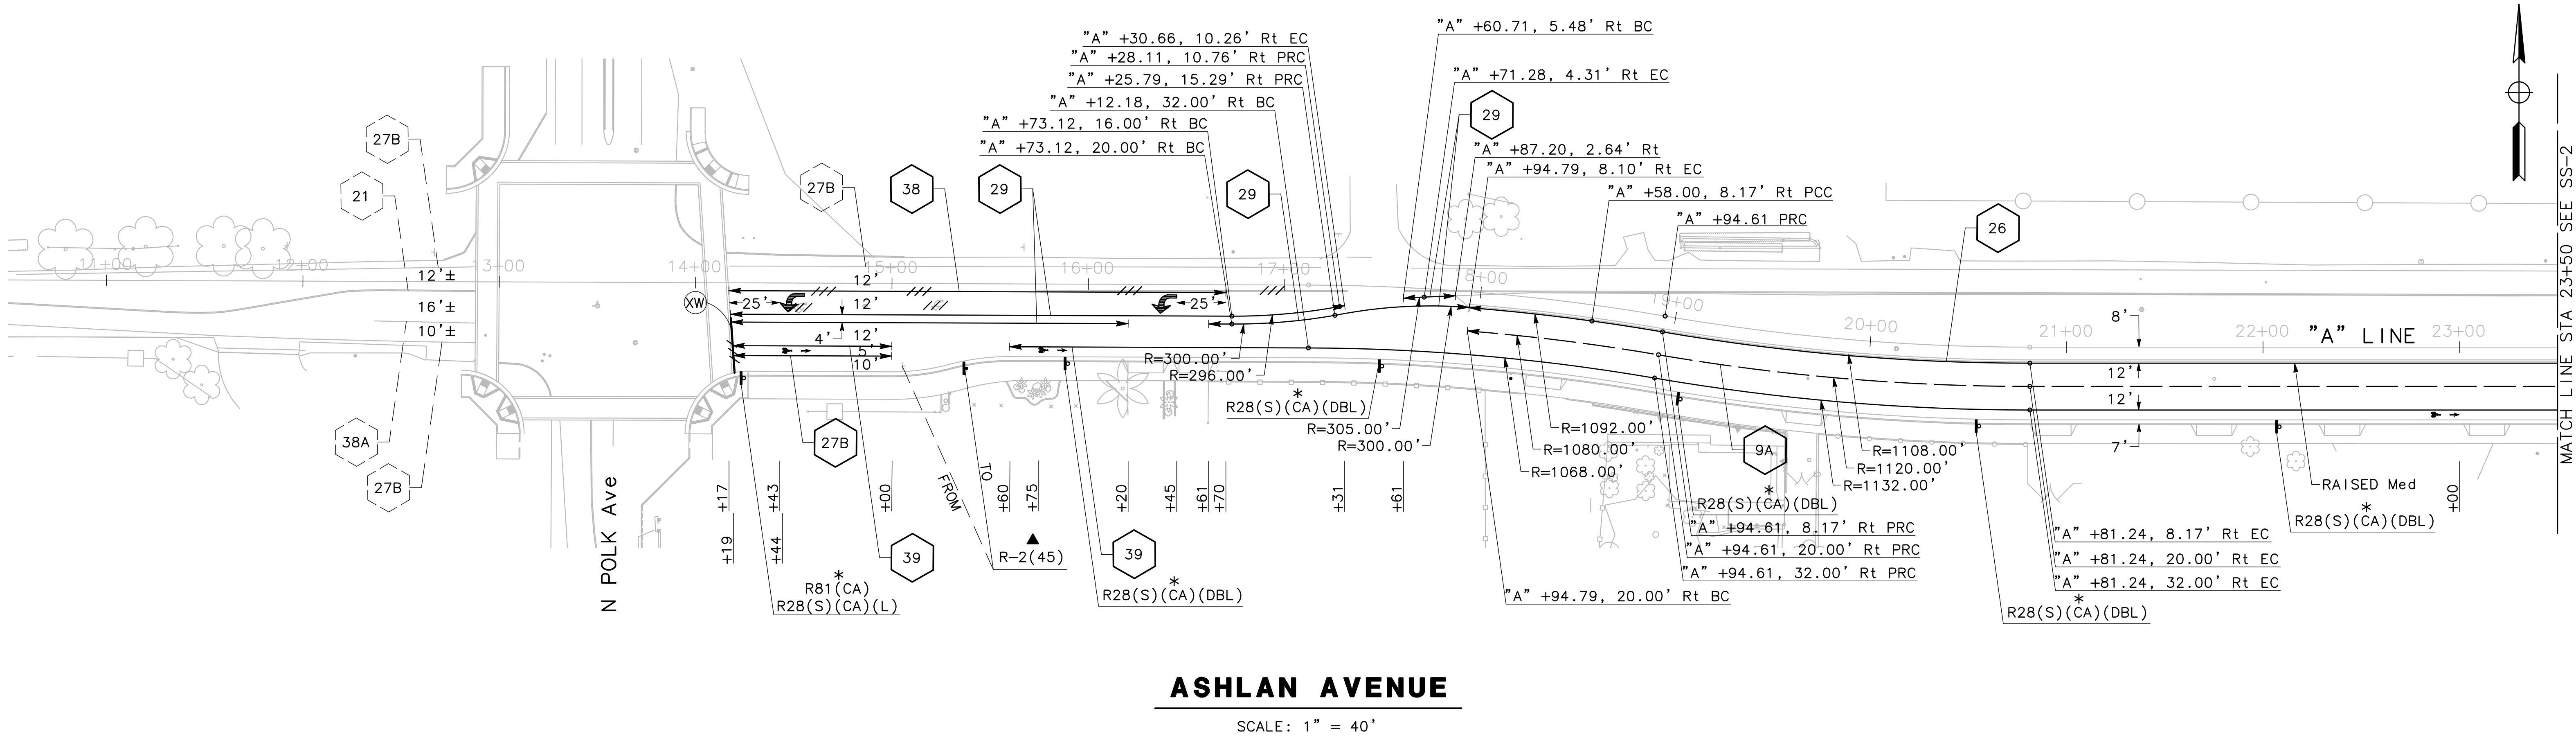 "A" +60.71, 5.48' Rt BC
"A" +30.66, 10.26' Rt EC
"A" +28.11, 10.76' Rt PRC
"A" +25.79, 15.29' Rt PRC
"A" +71.28, 4.31' Rt EC
"A" +12.18, 32.00' Rt BC
29
"A" +73.12, 16.00' Rt BC
"A" +73.12, 20.00' Rt BC
27B
"A" +87.20, 2.64' Rt
"A" +94.79, 8.10' Rt EC
21
27B
38
29
29
"A" +58.00, 8.17' Rt PCC
"A" +94.61 PRC
26
MATCH LINE STA 23+50 SEE SS-2
11+00
12+00
13+00
14+00
15+00
16+00
17+00
18+00
19+00
20+00
21+00
22+00
23+00
"A" LINE
12'±
16'±
10'±
XW
12'
25'
12'
25'
4'
12'
5'
10'
8'
12'
12'
7'
R=300.00'
R=296.00'
*
R28(S)(CA)(DBL)
R=305.00'
R=300.00'
R=1092.00'
R=1080.00'
R=1068.00'
9A
R=1108.00'
R=1120.00'
R=1132.00'
38A
27B
27B
N POLK Ave
+17
+19
+43
+44
+00
FROM
TO
+60
+75
+20
+45
+61
+70
+31
+61
+00
39
▲
R-2(45)
39
*
R81(CA)
R28(S)(CA)(L)
*
R28(S)(CA)(DBL)
*
R28(S)(CA)(DBL)
"A" +94.61, 8.17' Rt PRC
"A" +94.61, 20.00' Rt PRC
"A" +94.61, 32.00' Rt PRC
"A" +94.79, 20.00' Rt BC
RAISED Med
*
R28(S)(CA)(DBL)
"A" +81.24, 8.17' Rt EC
"A" +81.24, 20.00' Rt EC
"A" +81.24, 32.00' Rt EC
*
R28(S)(CA)(DBL)
ASHLAN AVENUE
SCALE: 1" = 40'